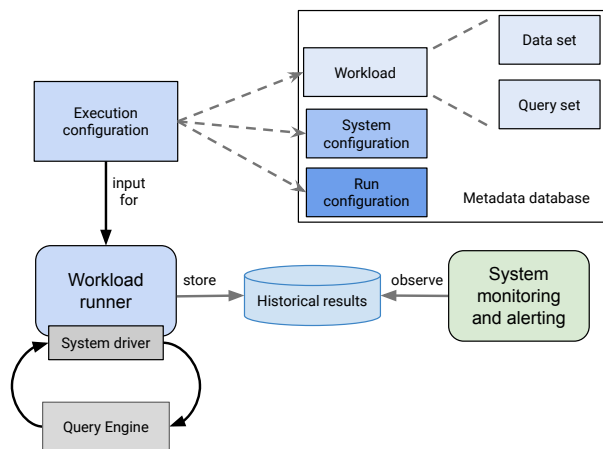 Data set
Workload
Query set
Execution
configuration
System
configuration
Run
configuration
Metadata database
input
for
Workload
runner
store
Historical results
observe
System
monitoring
and alerting
System driver
Query Engine